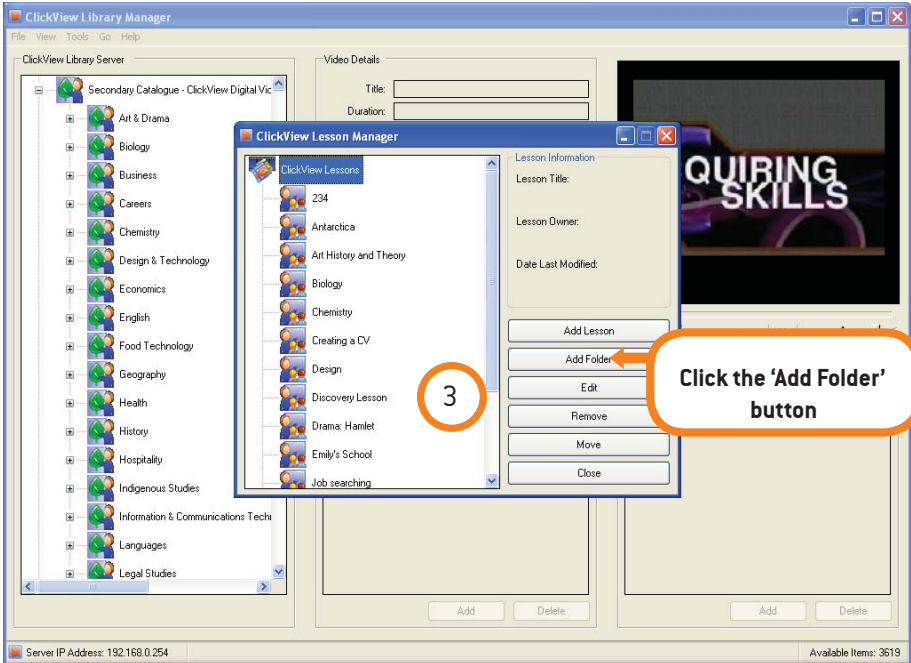 ClickView Library Manager
File View Tools Go Help
ClickView Library Server
Secondary Catalogue - ClickView Digital Vic
Art & Drama
Biology
Business
Careers
Chemistry
Design & Technology
Economics
English
Food Technology
Geography
Health
History
Hospitality
Indigenous Studies
Information & Communications Tech
Languages
Legal Studies
Video Details
Title:
Duration:
QUIRING
SKILLS
ClickView Lesson Manager
ClickView Lessons
234
Antarctica
Art History and Theory
Biology
Chemistry
Creating a CV
Design
Discovery Lesson
Drama: Hamlet
Emily's School
Job searching
3
Lesson Information
Lesson Title:
Lesson Owner:
Date Last Modified:
Add Lesson
Add Folder
Edit
Remove
Move
Close
Click the 'Add Folder'
button
Add Delete
Add Delete
Server IP Address: 192.168.0.254
Available Items: 3619